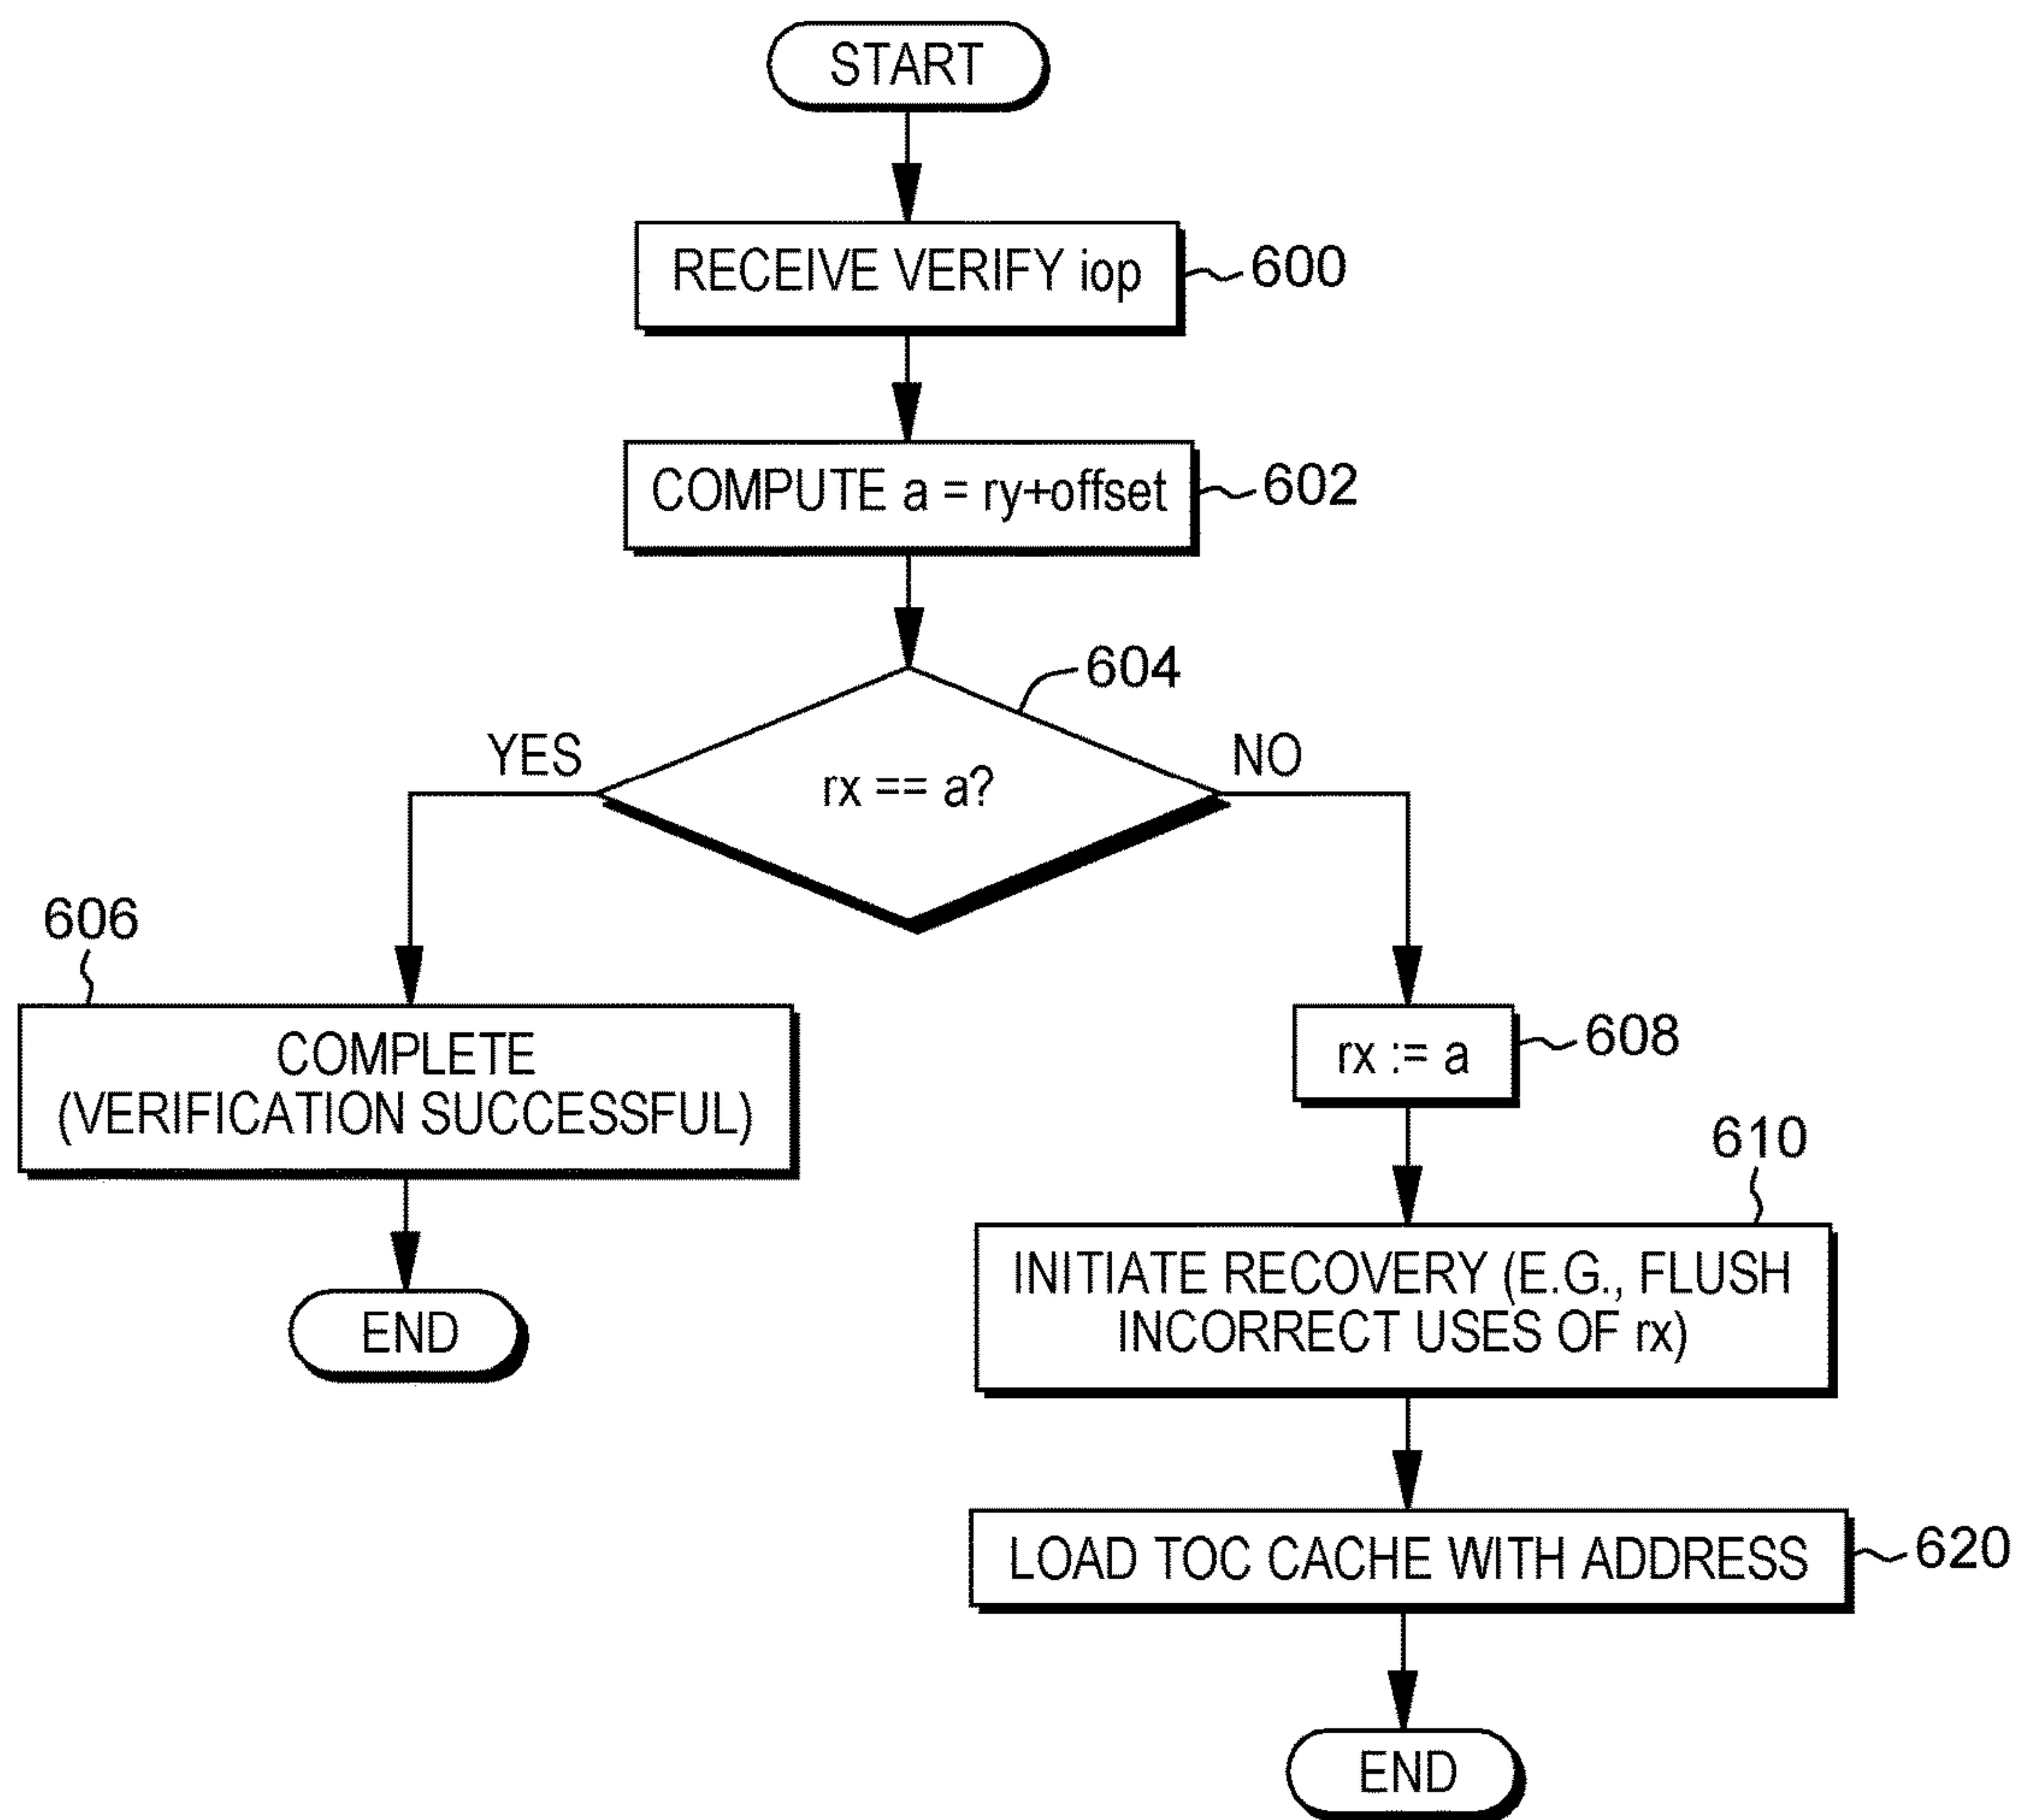 START
RECEIVE VERIFY iop
600
COMPUTE a = ry+offset
602
604
YES
rx == a?
NO
606
COMPLETE
(VERIFICATION SUCCESSFUL)
END
rx := a
608
610
INITIATE RECOVERY (E.G., FLUSH
INCORRECT USES OF rx)
LOAD TOC CACHE WITH ADDRESS
620
END